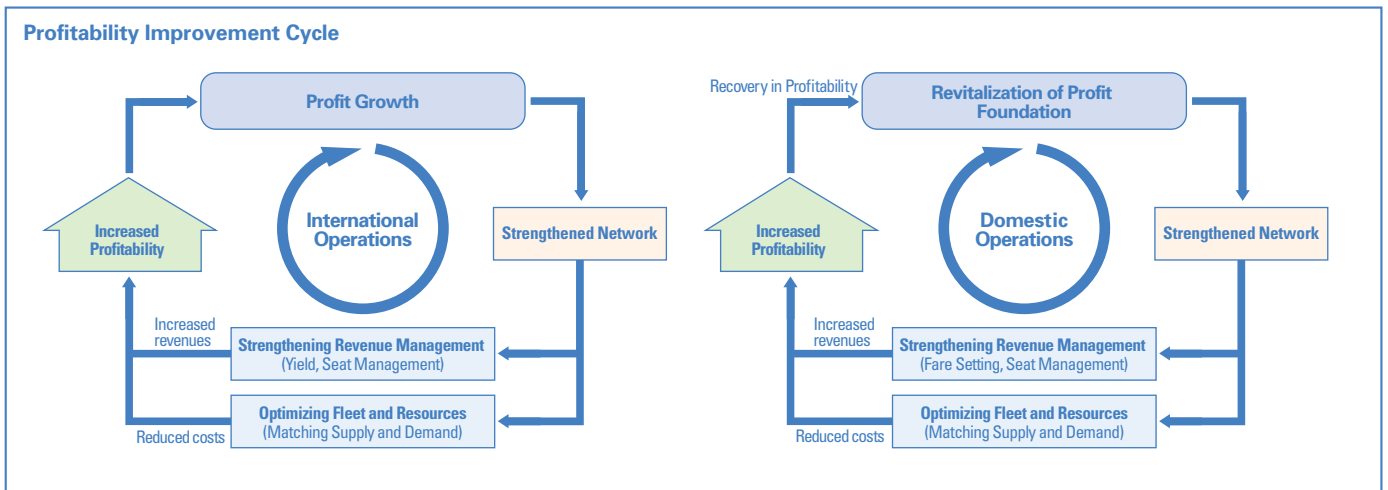 Profitability Improvement Cycle
Profit Growth
International
Operations
Increased
Profitability
Strengthened Network
Increased
revenues
Strengthening Revenue Management
(Yield, Seat Management)
Optimizing Fleet and Resources
(Matching Supply and Demand)
Reduced costs
Recovery in Profitability
Revitalization of Profit
Foundation
Domestic
Operations
Increased
Profitability
Strengthened Network
Increased
revenues
Strengthening Revenue Management
(Fare Setting, Seat Management)
Optimizing Fleet and Resources
(Matching Supply and Demand)
Reduced costs